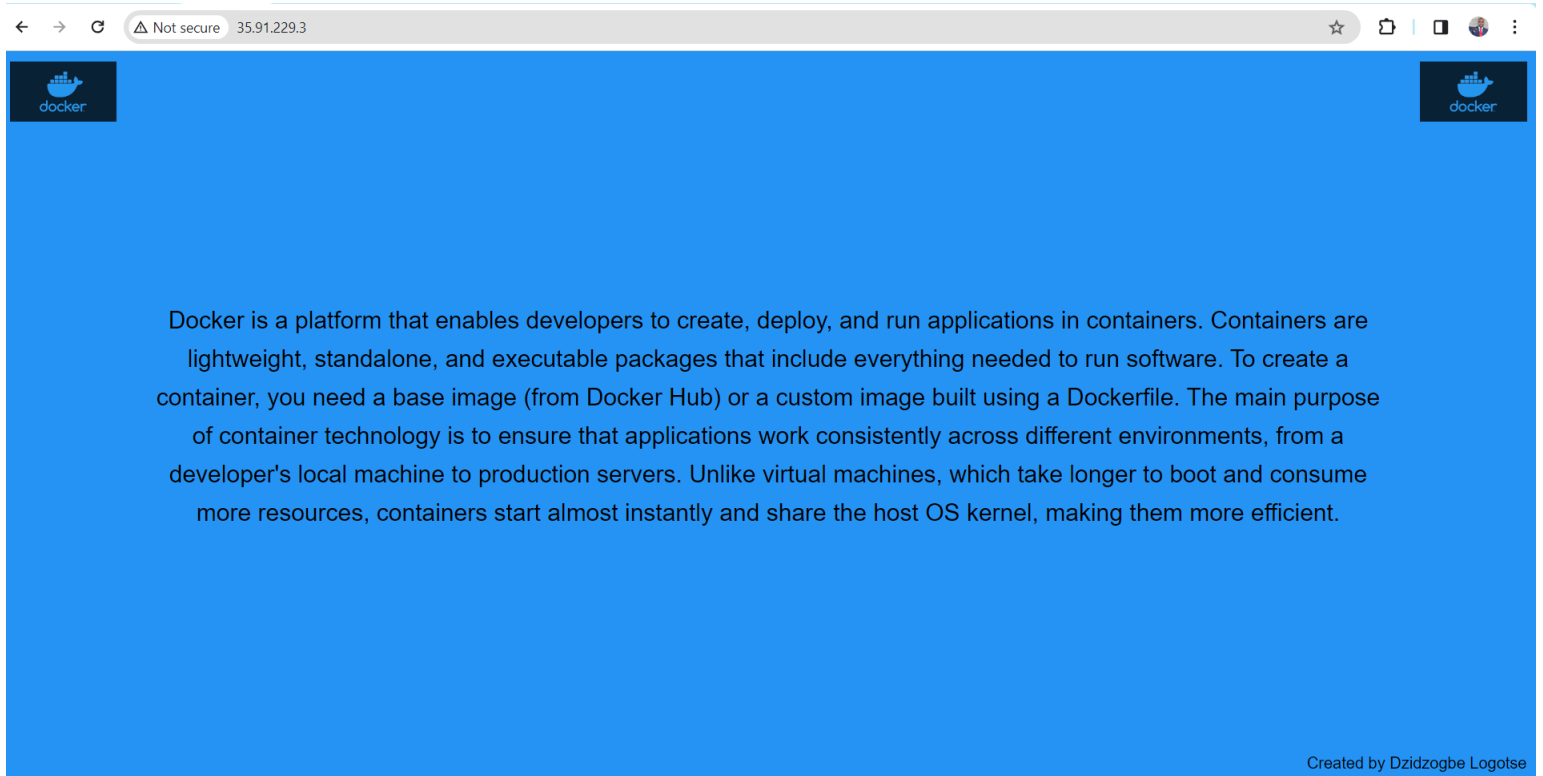 Not secure 35.91.229.3
docker
docker
Docker is a platform that enables developers to create, deploy, and run applications in containers. Containers are
lightweight, standalone, and executable packages that include everything needed to run software. To create a
container, you need a base image (from Docker Hub) or a custom image built using a Dockerfile. The main purpose
of container technology is to ensure that applications work consistently across different environments, from a
developer's local machine to production servers. Unlike virtual machines, which take longer to boot and consume
more resources, containers start almost instantly and share the host OS kernel, making them more efficient.
Created by Dzidzogbe Logotse